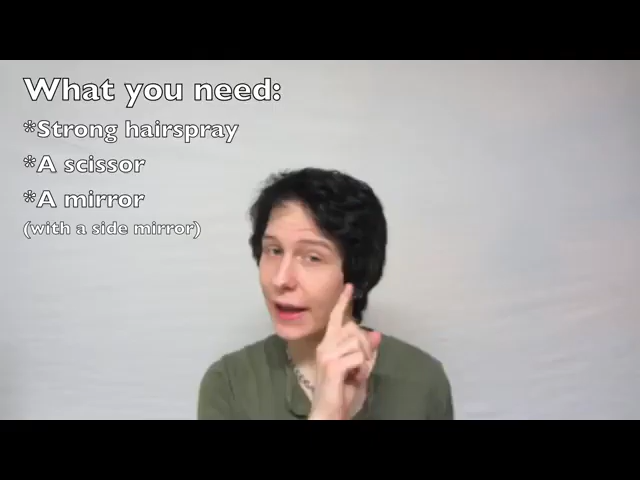 What you need:
*Strong hairspray
*A scissor
*A mirror
(with a side mirror)